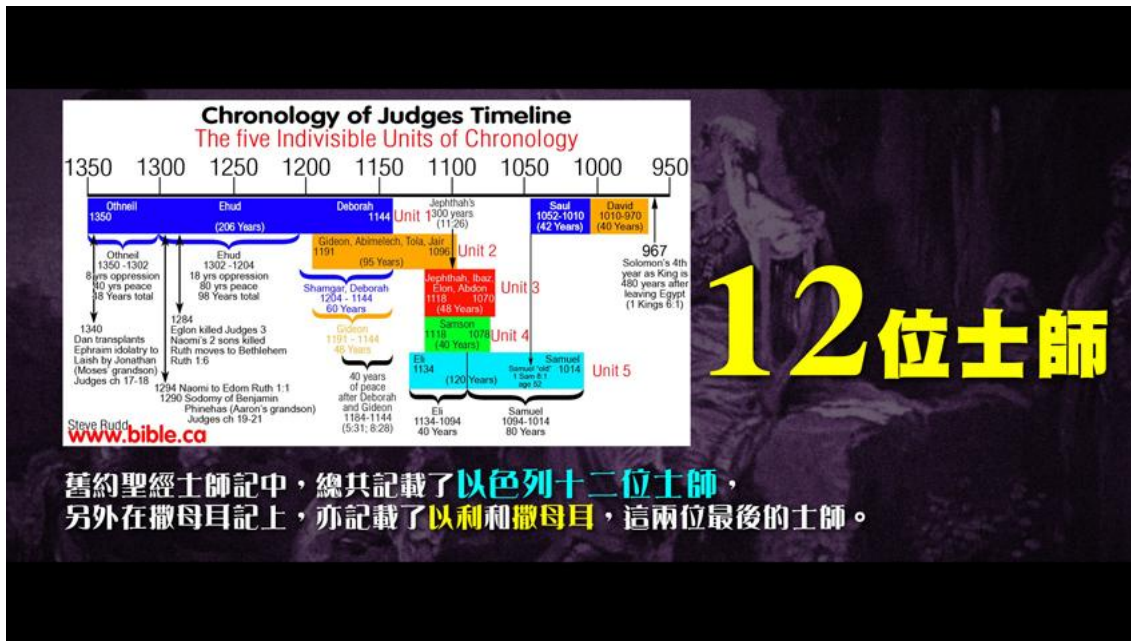 Chronology of Judges Timeline
The five Indivisible Units of Chronology
1350 1300 1250 1200 1150 1100 1050 1000 950
Othneil Ehud Deborah
1350 1144
(206 Years)
Unit 1
Jephthah's
300 years
(11:26)
Saul
1052-1010
(42 Years)
David
1010-970
(40 Years)
Gideon, Abimelech, Tola, Jair
1191 1096
(95 Years)
Unit 2
Othneil
1350 -1302
8 yrs oppression
40 yrs peace
48 Years total
Ehud
1302 -1204
18 yrs oppression
80 yrs peace
98 Years total
Shamgar, Deborah
1204 - 1144
60 Years
Gideon
1191 - 1144
46 Years
Jephthah, Ibaz
Elon, Abdon
1118 1070
(48 Years)
Unit 3
Samson
1118 1078
(40 Years)
Unit 4
Eli Samuel
1134 1014
(120 Years)
Samuel "old"
1 Sam 8:1
age 52
Unit 5
967
Solomon's 4th
year as King is
480 years after
leaving Egypt
(1 Kings 6:1)
1340
Dan transplants
Ephraim idolatry to
Laish by Jonathan
(Moses' grandson)
Judges ch 17-18
1284
Eglon killed Judges 3
Naomi's 2 sons killed
Ruth moves to Bethlehem
Ruth 1:6
1294 Naomi to Edom Ruth 1:1
1290 Sodomy of Benjamin
Phinehas (Aaron's grandson)
Judges ch 19-21
40 years
of peace
after Deborah
and Gideon
1184-1144
(5:31; 8:28)
Eli
1134-1094
40 Years
Samuel
1094-1014
80 Years
Steve Rudd
www.bible.ca
12位士師
舊約聖經士師記中，總共記載了以色列十二位士師，
另外在撒母耳記上，亦記載了以利和撒母耳，這兩位最後的士師。